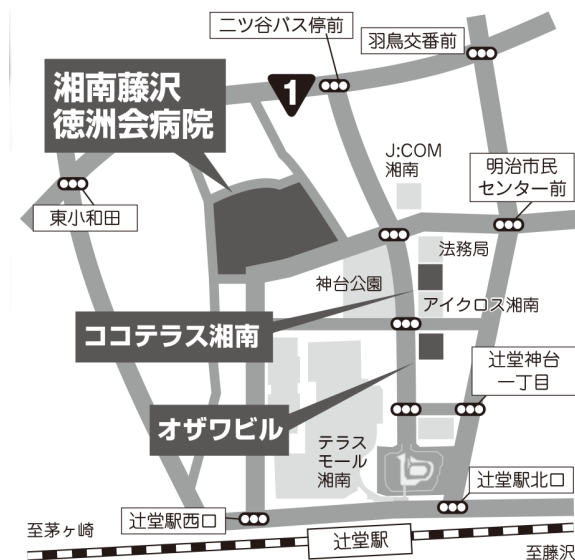 二ツ谷バス停前
羽鳥交番前
1
湘南藤沢
徳洲会病院
J:COM
湘南
明治市民
センター前
東小和田
法務局
神台公園
アイクロス湘南
ココテラス湘南
辻堂神台
一丁目
オザワビル
テラス
モール
湘南
辻堂駅西口
辻堂駅北口
至茅ヶ崎
辻堂駅
至藤沢